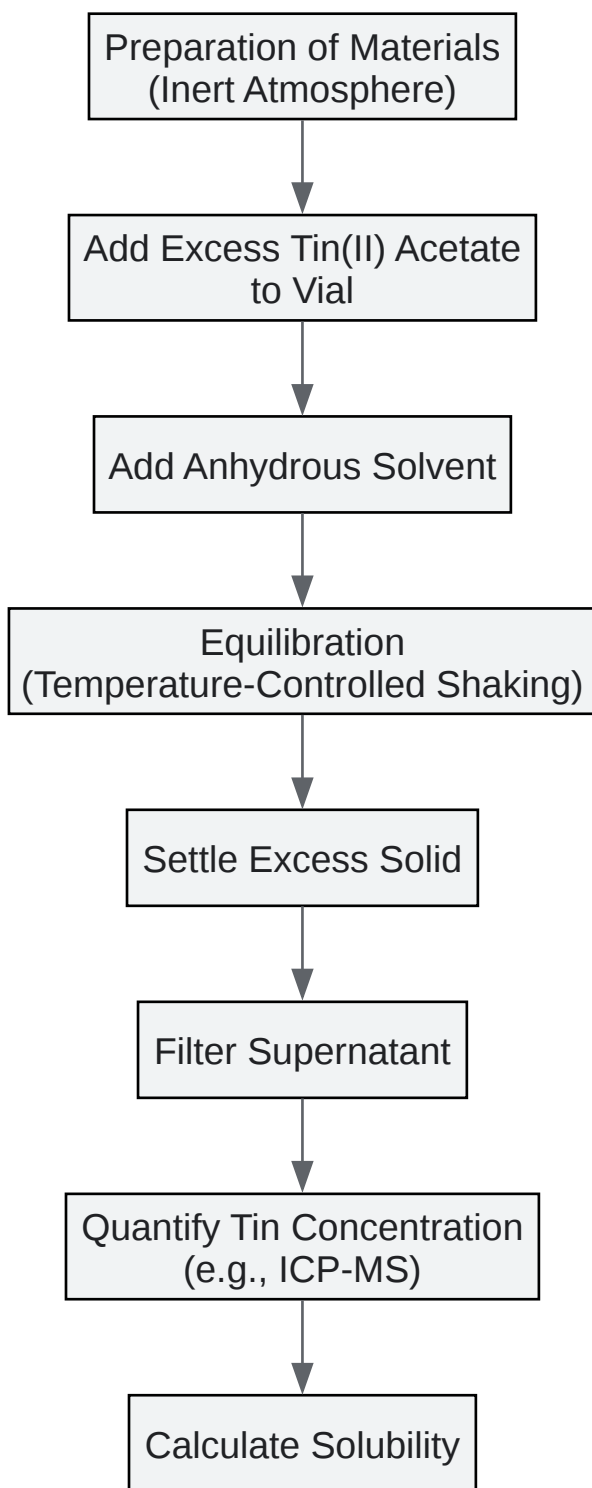 Preparation of Materials
(Inert Atmosphere)
Add Excess Tin(II) Acetate
to Vial
Add Anhydrous Solvent
Equilibration
(Temperature-Controlled Shaking)
Settle Excess Solid
Filter Supernatant
Quantify Tin Concentration
(e.g., ICP-MS)
Calculate Solubility